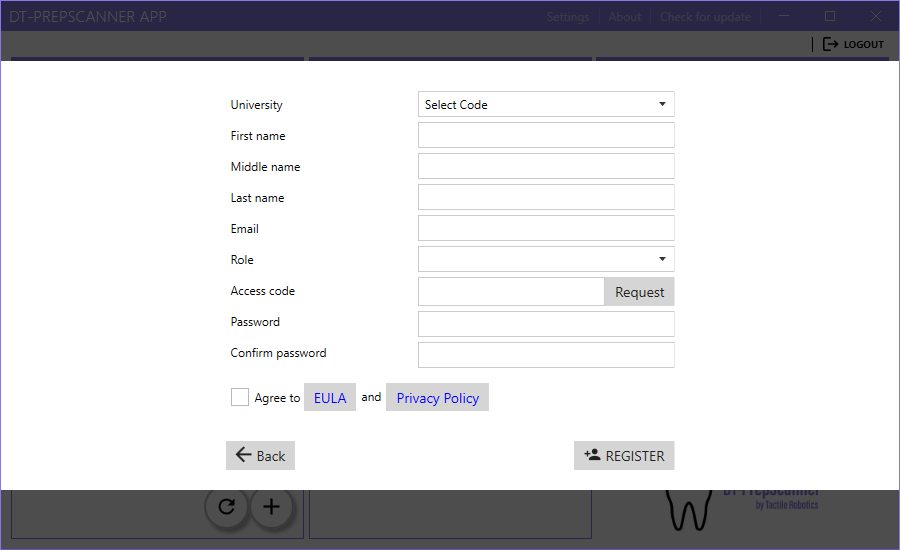 DT-PREPSCANNER APP Settings About Check for update
LOGOUT
University Select Code
First name
Middle name
Last name
Email
Role
Access code Request
Password
Confirm password
Agree to EULA and Privacy Policy
Back REGISTER
DT-PrepScanner
by Tactile Robotics